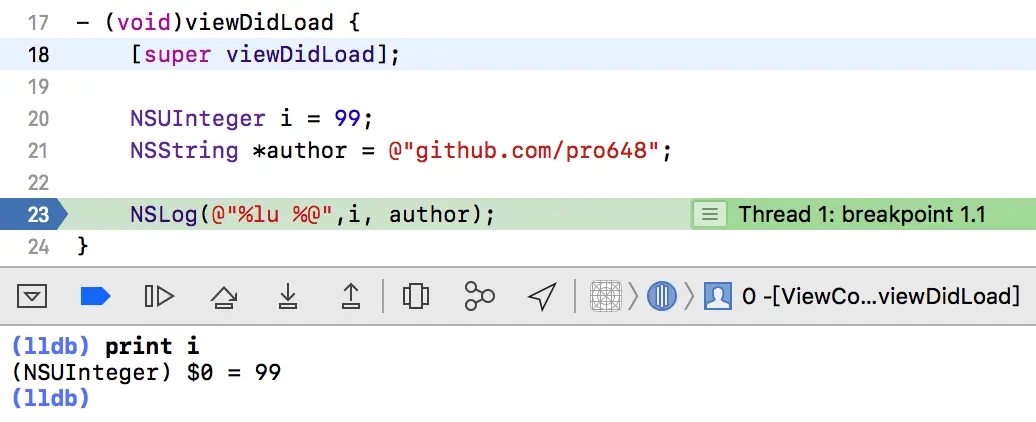 17 - (void)viewDidLoad {
18 [super viewDidLoad];
19
20 NSUInteger i = 99;
21 NSString *author = @"github.com/pro648";
22
23 NSLog(@"%lu %@",i, author); Thread 1: breakpoint 1.1
24 }
0 -[ViewCo...viewDidLoad]
(lldb) print i
(NSUInteger) $0 = 99
(lldb)